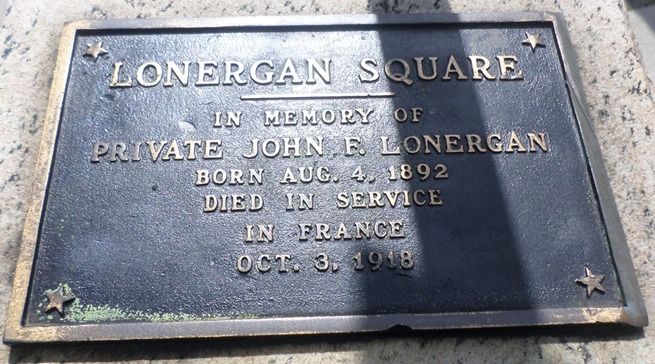 LONERGAN SQUARE
IN MEMORY OF
PRIVATE JOHN F. LONERGAN
BORN AUG. 4, 1892
DIED IN SERVICE
IN FRANCE
OCT. 3, 1918